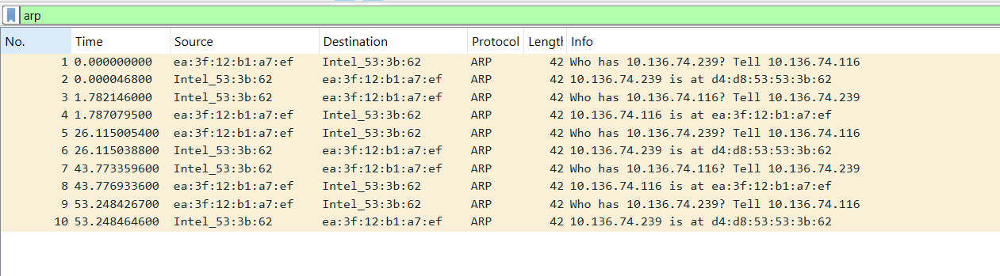 arp
No. Time Source Destination Protocol Length Info
1 0.000000000 ea:3f:12:b1:a7:ef Intel_53:3b:62 ARP 42 Who has 10.136.74.239? Tell 10.136.74.116
2 0.000046800 Intel_53:3b:62 ea:3f:12:b1:a7:ef ARP 42 10.136.74.239 is at d4:d8:53:53:3b:62
3 1.782146000 Intel_53:3b:62 ea:3f:12:b1:a7:ef ARP 42 Who has 10.136.74.116? Tell 10.136.74.239
4 1.787079500 ea:3f:12:b1:a7:ef Intel_53:3b:62 ARP 42 10.136.74.116 is at ea:3f:12:b1:a7:ef
5 26.115005400 ea:3f:12:b1:a7:ef Intel_53:3b:62 ARP 42 Who has 10.136.74.239? Tell 10.136.74.116
6 26.115038800 Intel_53:3b:62 ea:3f:12:b1:a7:ef ARP 42 10.136.74.239 is at d4:d8:53:53:3b:62
7 43.773359600 Intel_53:3b:62 ea:3f:12:b1:a7:ef ARP 42 Who has 10.136.74.116? Tell 10.136.74.239
8 43.776933600 ea:3f:12:b1:a7:ef Intel_53:3b:62 ARP 42 10.136.74.116 is at ea:3f:12:b1:a7:ef
9 53.248426700 ea:3f:12:b1:a7:ef Intel_53:3b:62 ARP 42 Who has 10.136.74.239? Tell 10.136.74.116
10 53.248464600 Intel_53:3b:62 ea:3f:12:b1:a7:ef ARP 42 10.136.74.239 is at d4:d8:53:53:3b:62